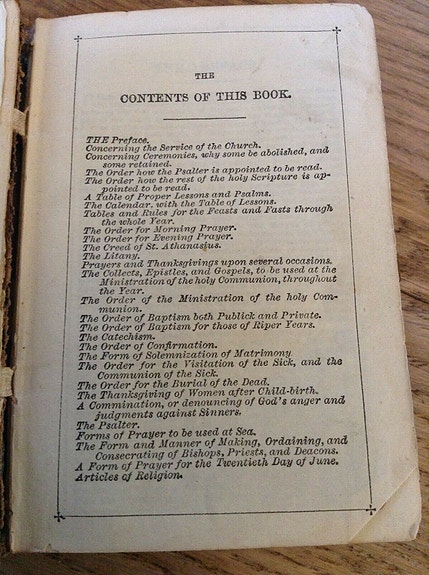 THE
CONTENTS OF THIS BOOK.
THE Preface.
Concerning the Service of the Church.
Concerning Ceremonies, why some be abolished, and
some retained.
The Order how the Psalter is appointed to be read.
The Order how the rest of the holy Scripture is ap-
pointed to be read.
A Table of Proper Lessons and Psalms.
The Calendar, with the Table of Lessons.
Tables and Rules for the Feasts and Fasts through
the whole Year.
The Order for Morning Prayer.
The Order for Evening Prayer.
The Creed of St. Athanasius.
The Litany.
Prayers and Thanksgivings upon several occasions.
The Collects, Epistles, and Gospels, to be used at the
Ministration of the holy Communion, throughout
the Year.
The Order of the Ministration of the holy Com-
munion.
The Order of Baptism both Publick and Private.
The Order of Baptism for those of Riper Years.
The Catechism.
The Order of Confirmation.
The Form of Solemnization of Matrimony
The Order for the Visitation of the Sick, and the
Communion of the Sick.
The Order for the Burial of the Dead.
The Thanksgiving of Women after Child-birth.
A Commination, or denouncing of God's anger and
judgments against Sinners.
The Psalter.
Forms of Prayer to be used at Sea.
The Form and Manner of Making, Ordaining, and
Consecrating of Bishops, Priests, and Deacons.
A Form of Prayer for the Twentieth Day of June.
Articles of Religion.